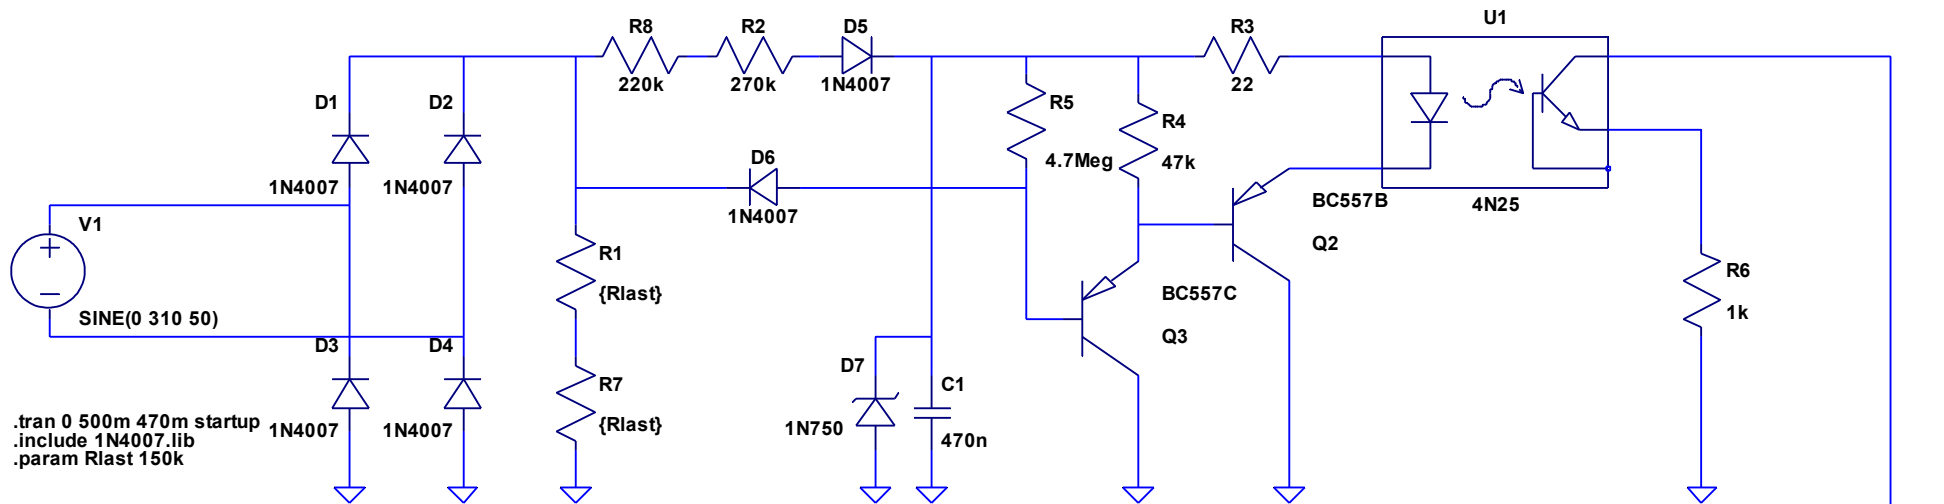 U1
R8
R2
D5
R3
220k
270k
1N4007
22
D1
D2
R5
R4
4.7Meg
47k
D6
1N4007
1N4007
1N4007
BC557B
4N25
V1
Q2
R1
{Rlast}
R6
1k
BC557C
Q3
SINE(0 310 50)
D3
D4
D7
R7
{Rlast}
C1
1N750
470n
1N4007
1N4007
.tran 0 500m 470m startup
.include 1N4007.lib
.param Rlast 150k